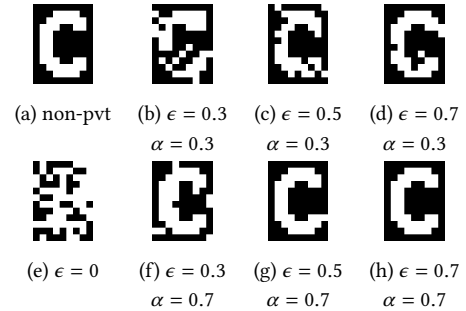 C C C C
(a) non-pvt (b) ϵ = 0.3 (c) ϵ = 0.5 (d) ϵ = 0.7
α = 0.3 α = 0.3 α = 0.3
C C C
(e) ϵ = 0 (f) ϵ = 0.3 (g) ϵ = 0.5 (h) ϵ = 0.7
α = 0.7 α = 0.7 α = 0.7